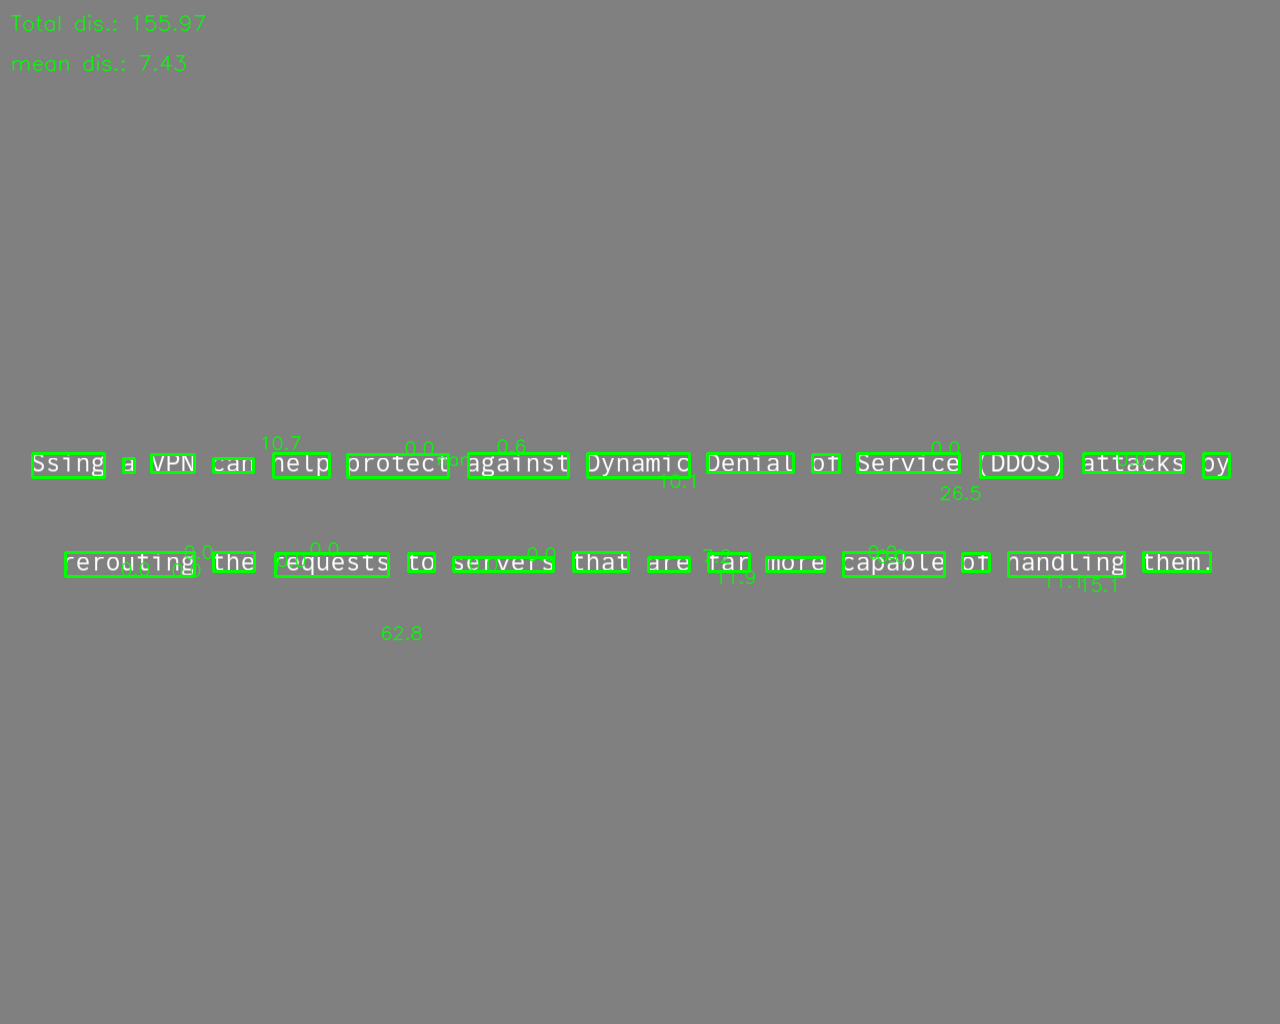 Total dis.: 155.97
mean dis.: 7.43
10.7 0.0 0.6 0.0
Ssing a VPN can help protect against Dynamic Denial of Service (DDOS) attacks by
10.1
26.5
0.0 0.0 0.0
rerouting the requests to servers that are far more capable of handling them.
11.9 11.1 15.1
62.8